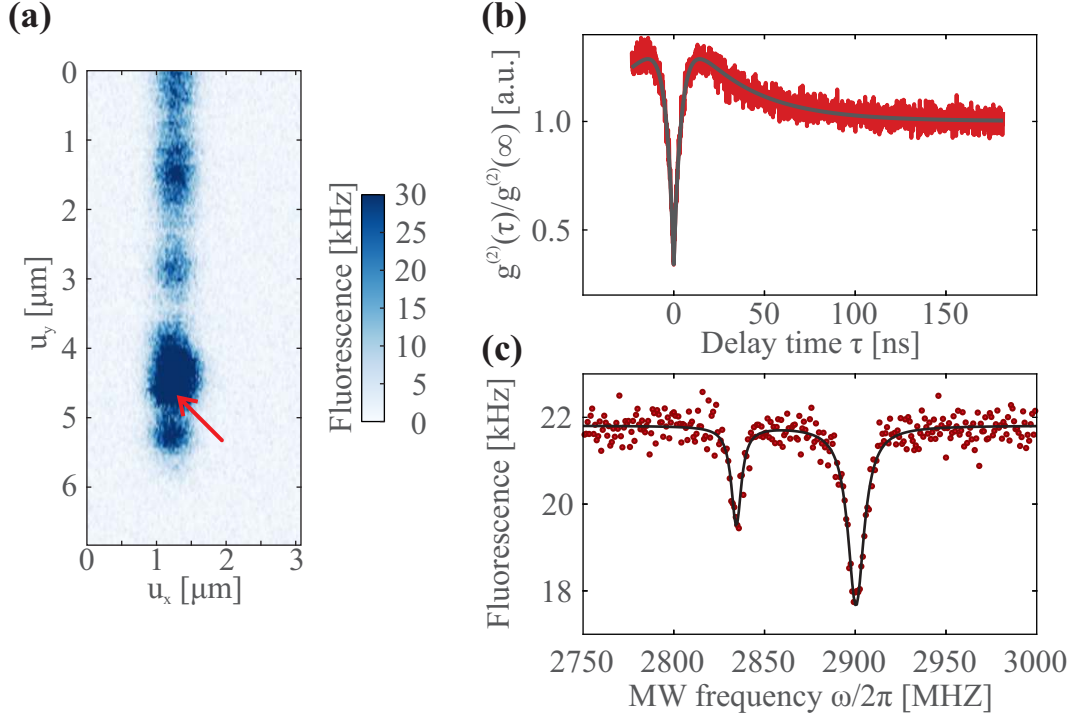 (a)
0
1
2
3
4
5
6
u_y [μm]
0 1 2 3
u_x [μm]
30
25
20
15
10
5
0
Fluorescence [kHz]
(b)
g⁽²⁾(τ)/g⁽²⁾(∞) [a.u.]
1.0
0.5
0 50 100 150
Delay time τ [ns]
(c)
Fluorescence [kHz]
22
20
18
2750 2800 2850 2900 2950 3000
MW frequency ω/2π [MHZ]